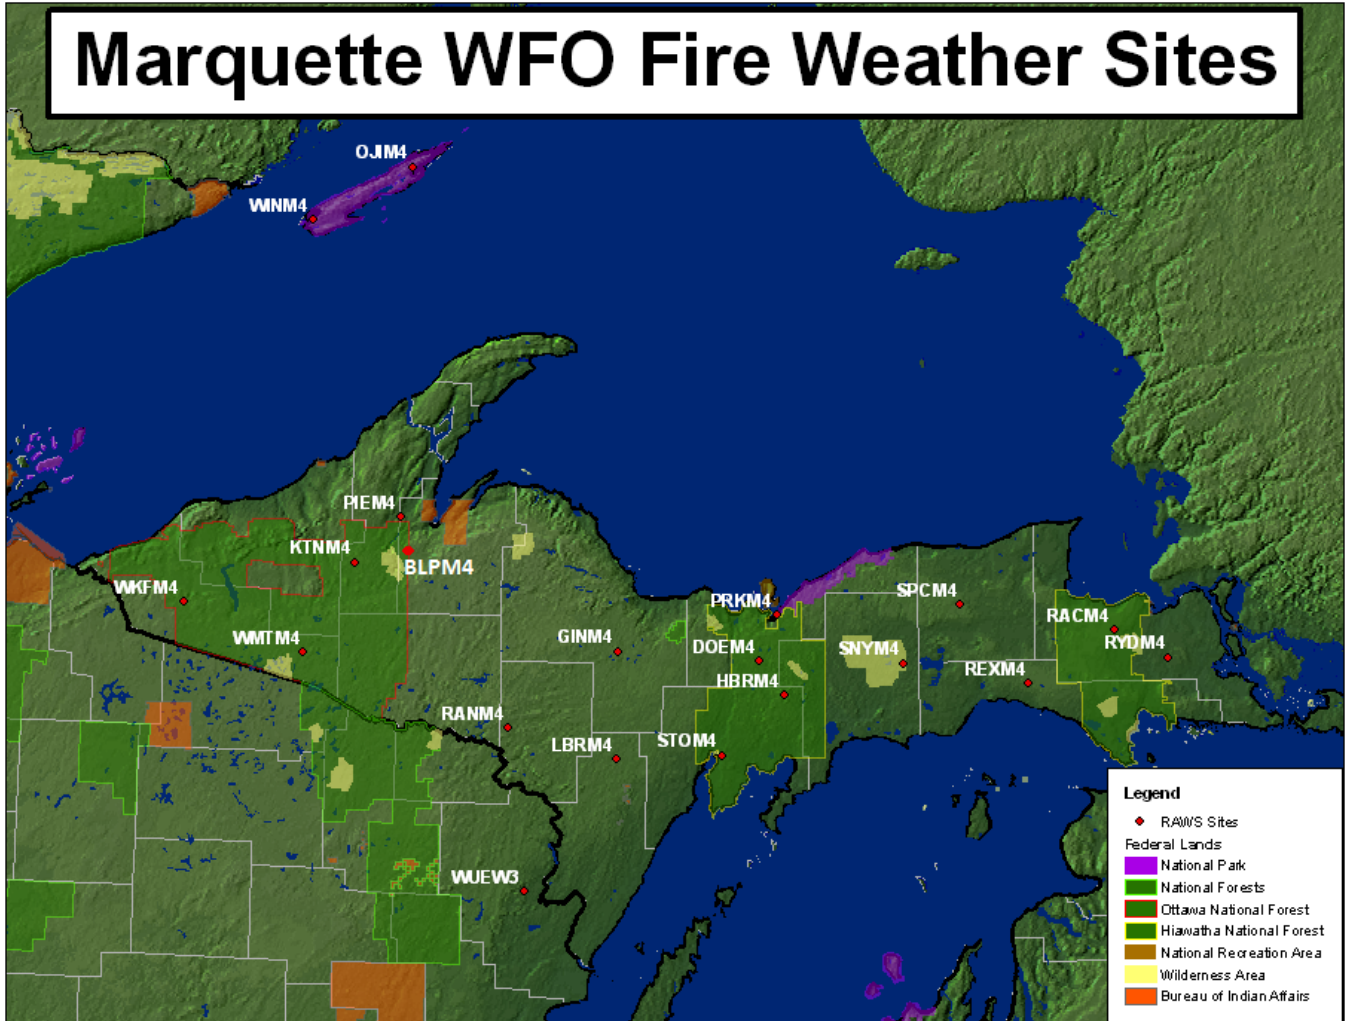 Marquette WFO Fire Weather Sites
OJIM4
WINM4
PIEM4
KTNM4
BLPM4
WKFM4
WMTM4
GINM4
PRKM4
DOEM4
HBRM4
SNYM4
SPCM4
RACM4
RYDM4
REXM4
RANM4
LBRM4
STOM4
WUEW3
Legend
RAWS Sites
Federal Lands
National Park
National Forests
Ottawa National Forest
Hiawatha National Forest
National Recreation Area
Wilderness Area
Bureau of Indian Affairs